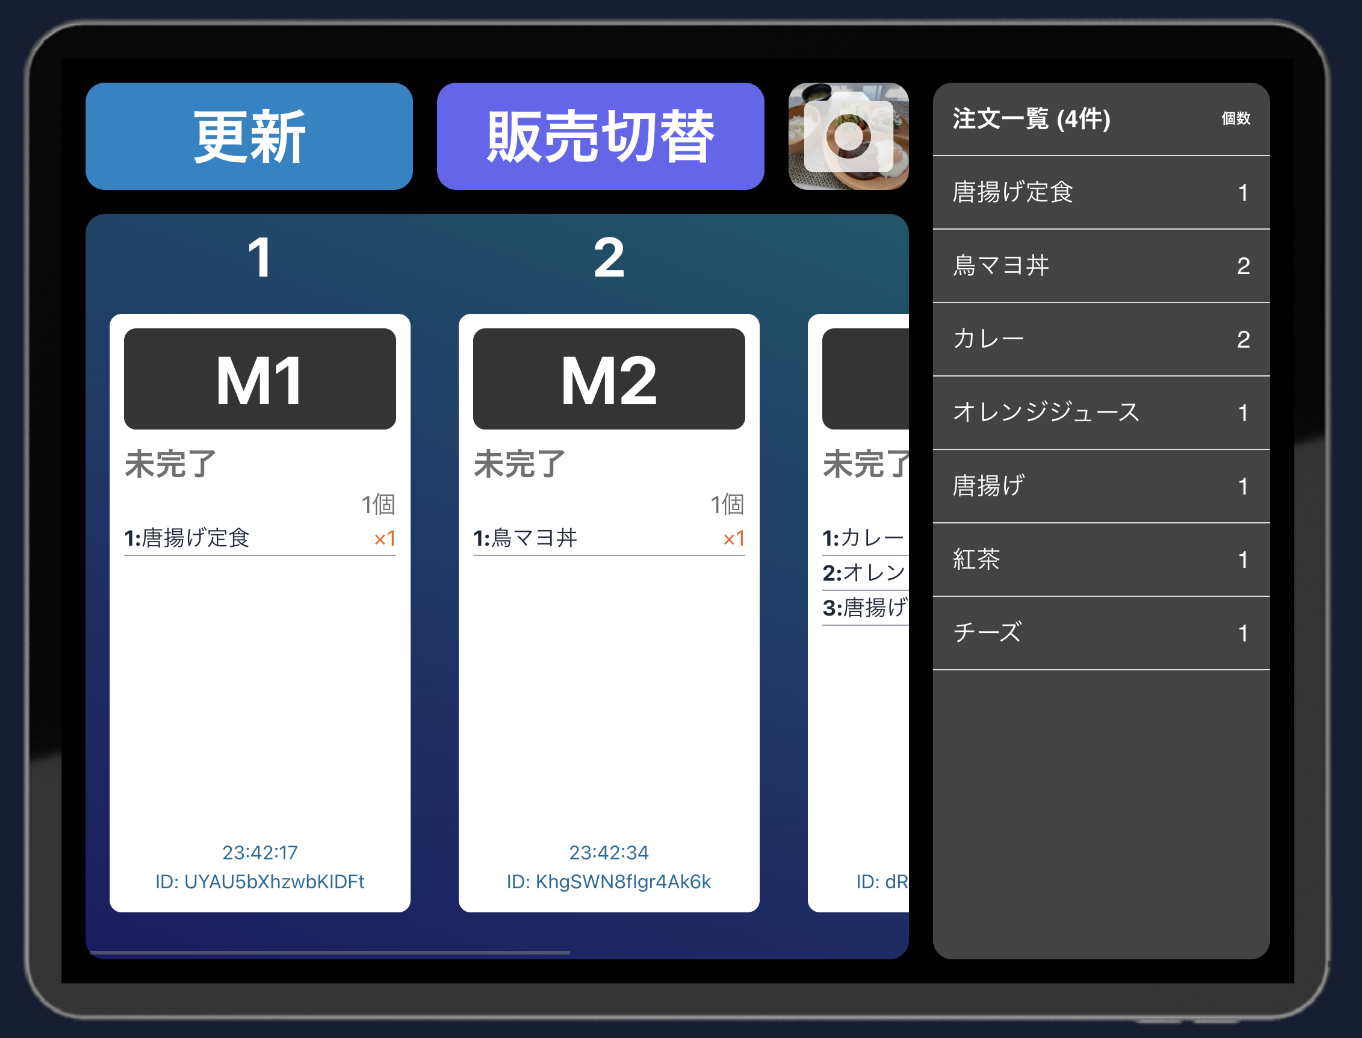 更新
販売切替
1
2
M1
未完了
1個
1:唐揚げ定食 ×1
23:42:17
ID: UYAU5bXhzwbKIDFt
M2
未完了
1個
1:鳥マヨ丼 ×1
23:42:34
ID: KhgSWN8fIgr4Ak6k
未完了
1:カレー
2:オレン
3:唐揚げ
ID: dR
注文一覧 (4件) 個数
唐揚げ定食 1
鳥マヨ丼 2
カレー 2
オレンジジュース 1
唐揚げ 1
紅茶 1
チーズ 1